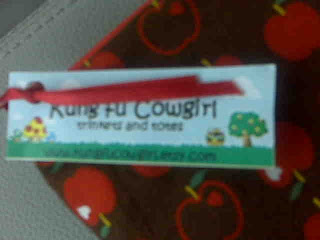 Kung Fu Cowgirl
trinkets and totes
www.kungfucowgirl.etsy.com